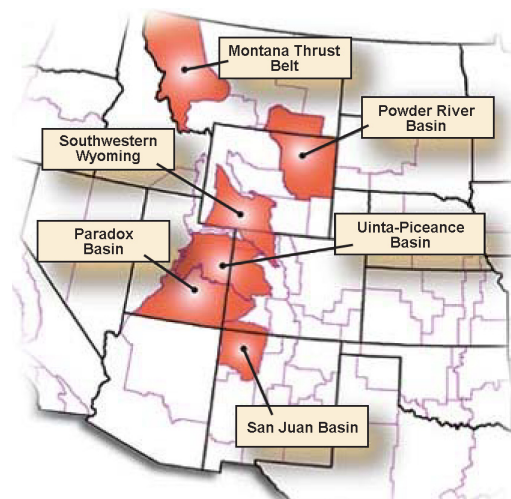 Montana Thrust
Belt
Powder River
Basin
Southwestern
Wyoming
Uinta-Piceance
Basin
Paradox
Basin
San Juan Basin